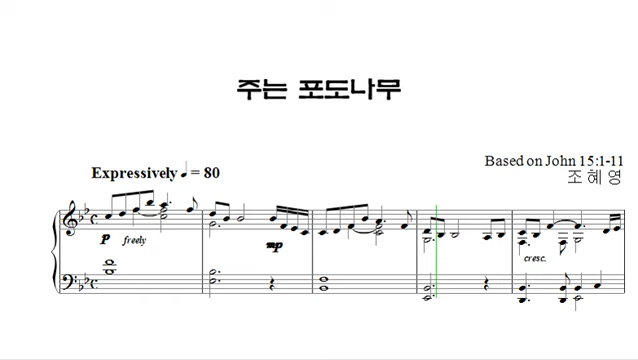 주는 포도나무
Based on John 15:1-11
조 혜 영
Expressively ♩ = 80
p freely mp cresc.